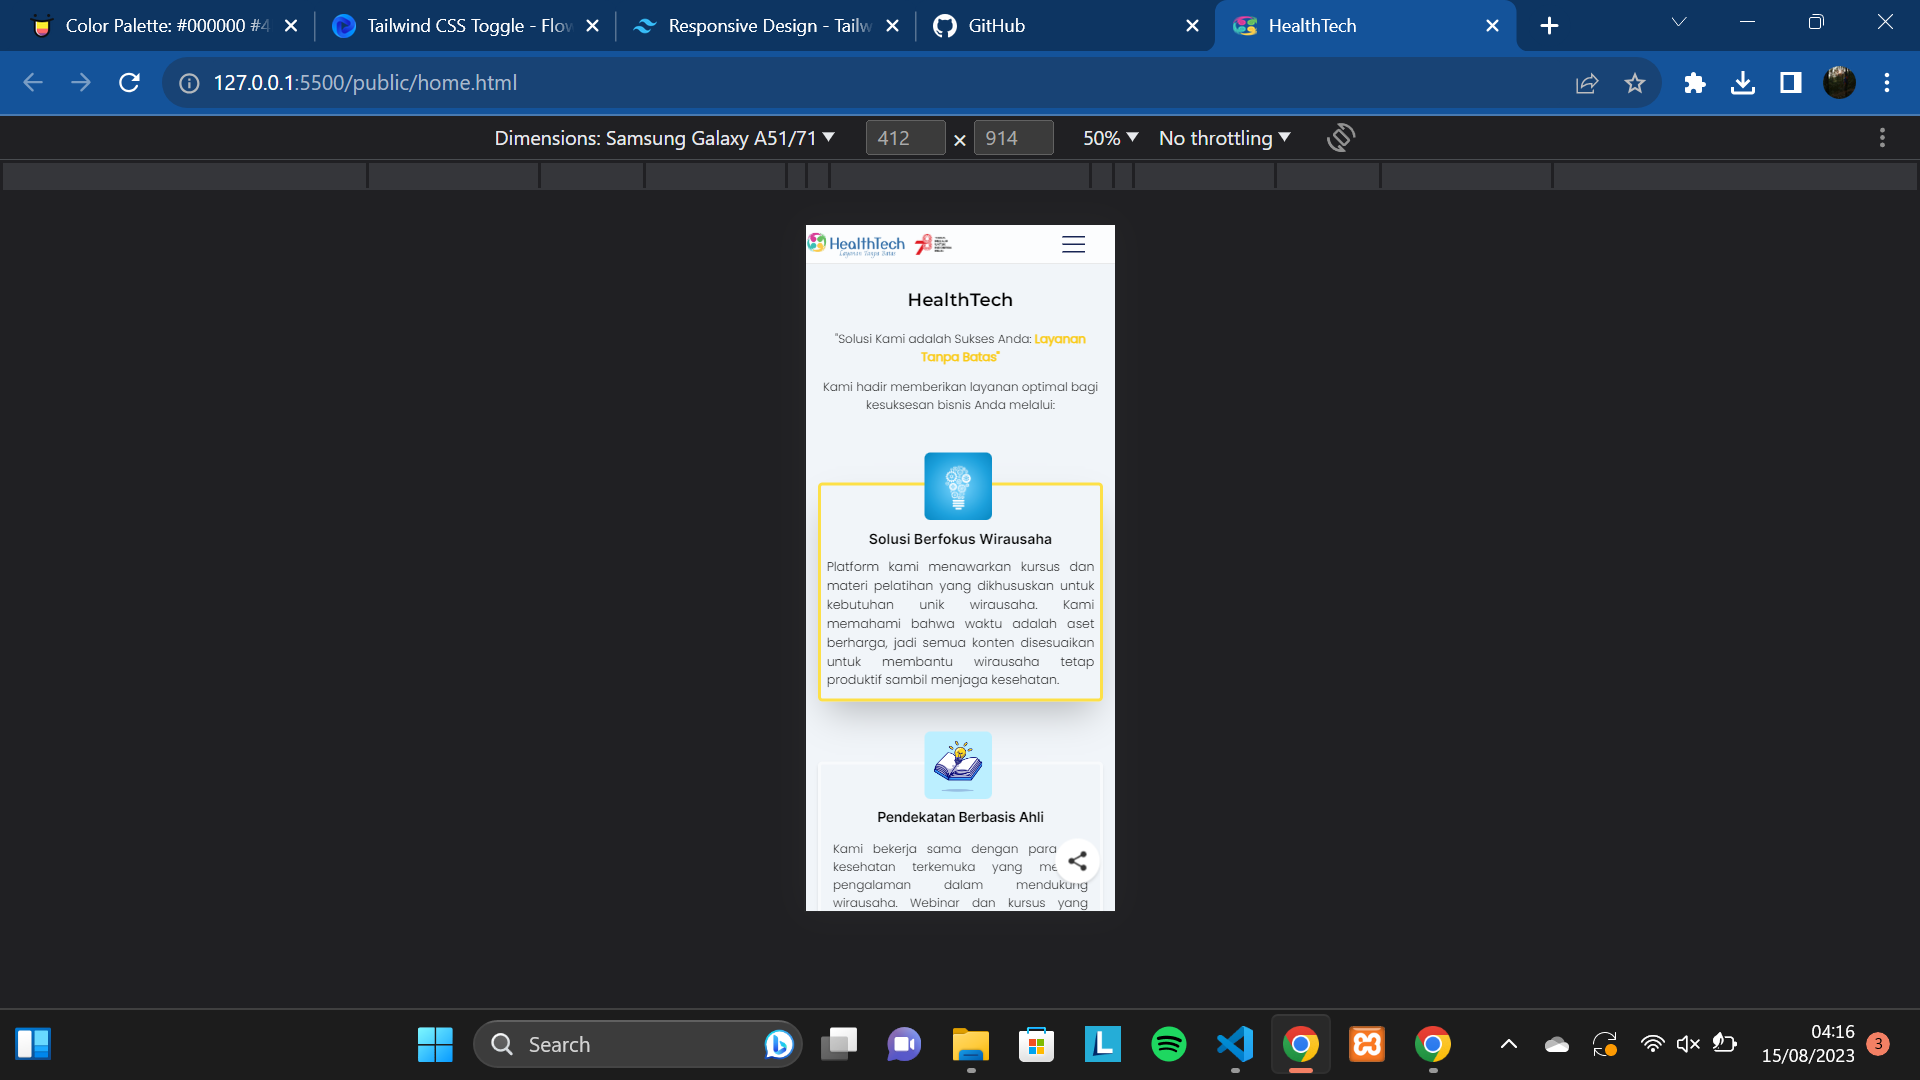 Color Palette: #000000 #4
Tailwind CSS Toggle - Flow
Responsive Design - Tailw
GitHub
HealthTech
127.0.0.1:5500/public/home.html
Dimensions: Samsung Galaxy A51/71
412 × 914
50%
No throttling
HealthTech
Layanan Tanpa Batas
78
HealthTech
"Solusi Kami adalah Sukses Anda: Layanan
Tanpa Batas"
Kami hadir memberikan layanan optimal bagi
kesuksesan bisnis Anda melalui:
Solusi Berfokus Wirausaha
Platform kami menawarkan kursus dan
materi pelatihan yang dikhususkan untuk
kebutuhan unik wirausaha. Kami
memahami bahwa waktu adalah aset
berharga, jadi semua konten disesuaikan
untuk membantu wirausaha tetap
produktif sambil menjaga kesehatan.
Pendekatan Berbasis Ahli
Kami bekerja sama dengan para
kesehatan terkemuka yang me
pengalaman dalam mendukung
wirausaha. Webinar dan kursus yang
Search
L
04:16
15/08/2023
3